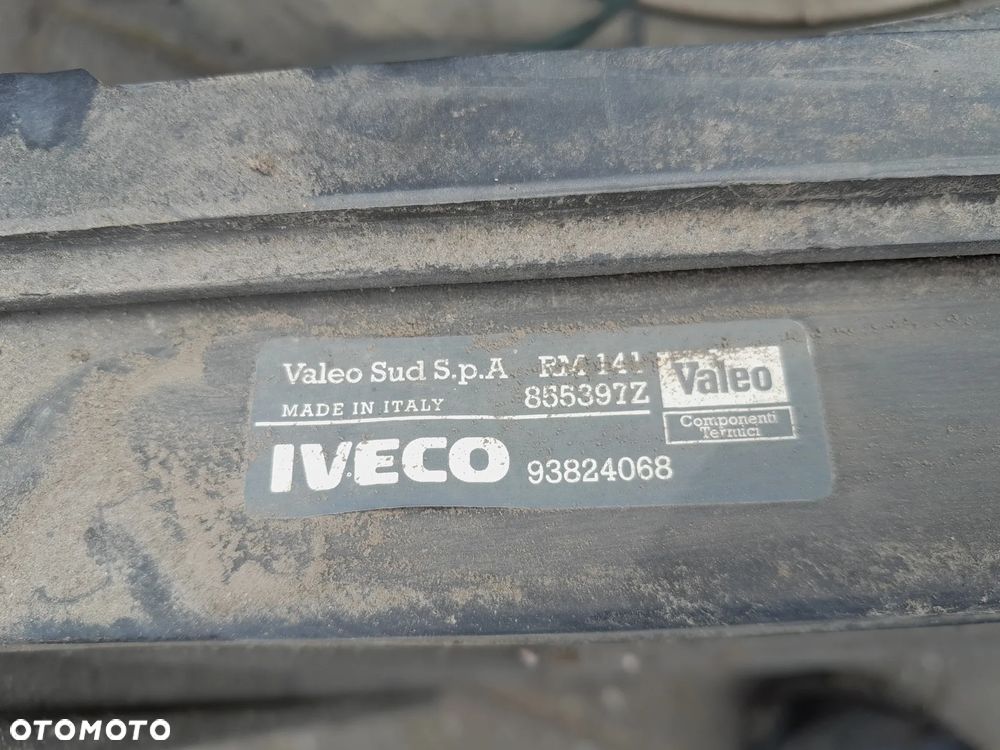 Valeo Sud S.p.A RM 141
MADE IN ITALY 855397Z
Valeo
Componenti
Termici
IVECO 93824068
OTOMOTO